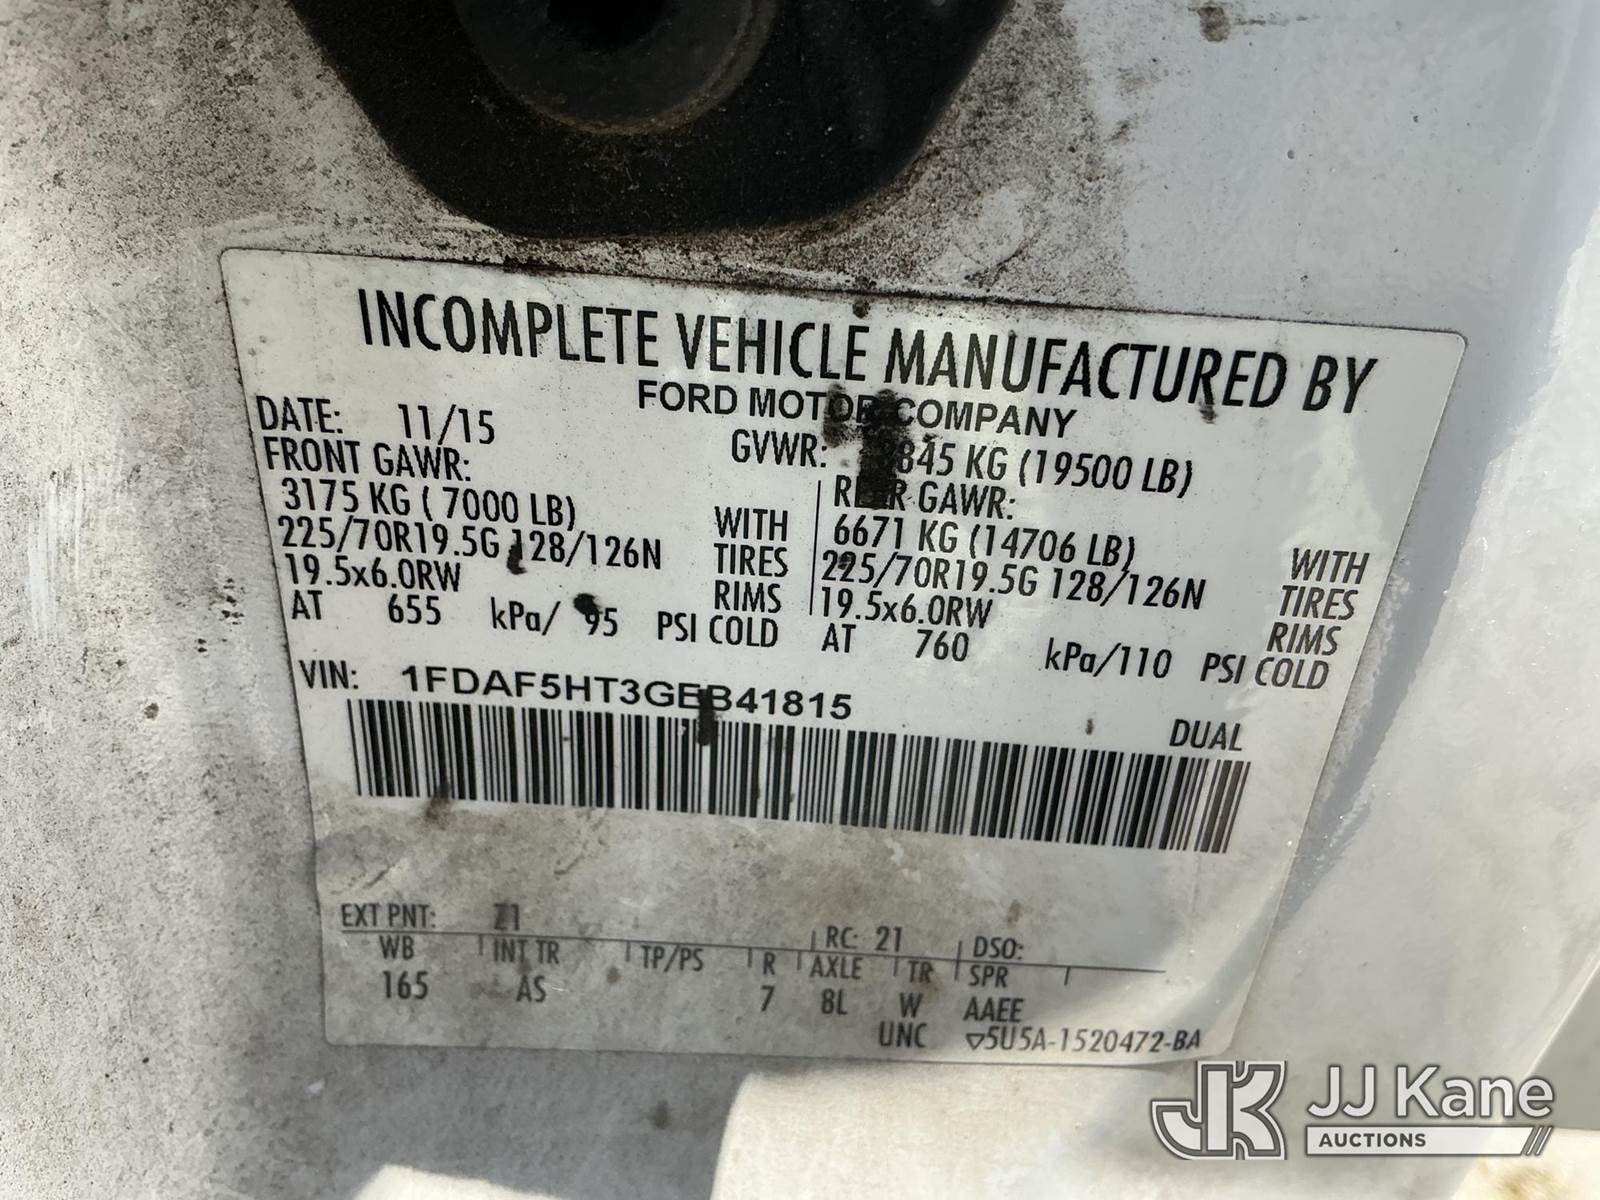 INCOMPLETE VEHICLE MANUFACTURED BY
FORD MOTOR COMPANY
DATE: 11/15 GVWR: 845 KG (19500 LB)
FRONT GAWR: REAR GAWR:
3175 KG ( 7000 LB) WITH 6671 KG (14706 LB) WITH
225/70R19.5G 128/126N TIRES 225/70R19.5G 128/126N TIRES
19.5x6.0RW RIMS 19.5x6.0RW RIMS
AT 655 kPa/ 95 PSI COLD AT 760 kPa/110 PSI COLD
VIN: 1FDAF5HT3GEB41815
DUAL
EXT PNT: Z1 RC: 21 DSO:
WB INT TR TP/PS R AXLE TR SPR
165 AS 7 8L W AAEE
UNC ▽5U5A-1520472-BA
JK JJ Kane
AUCTIONS